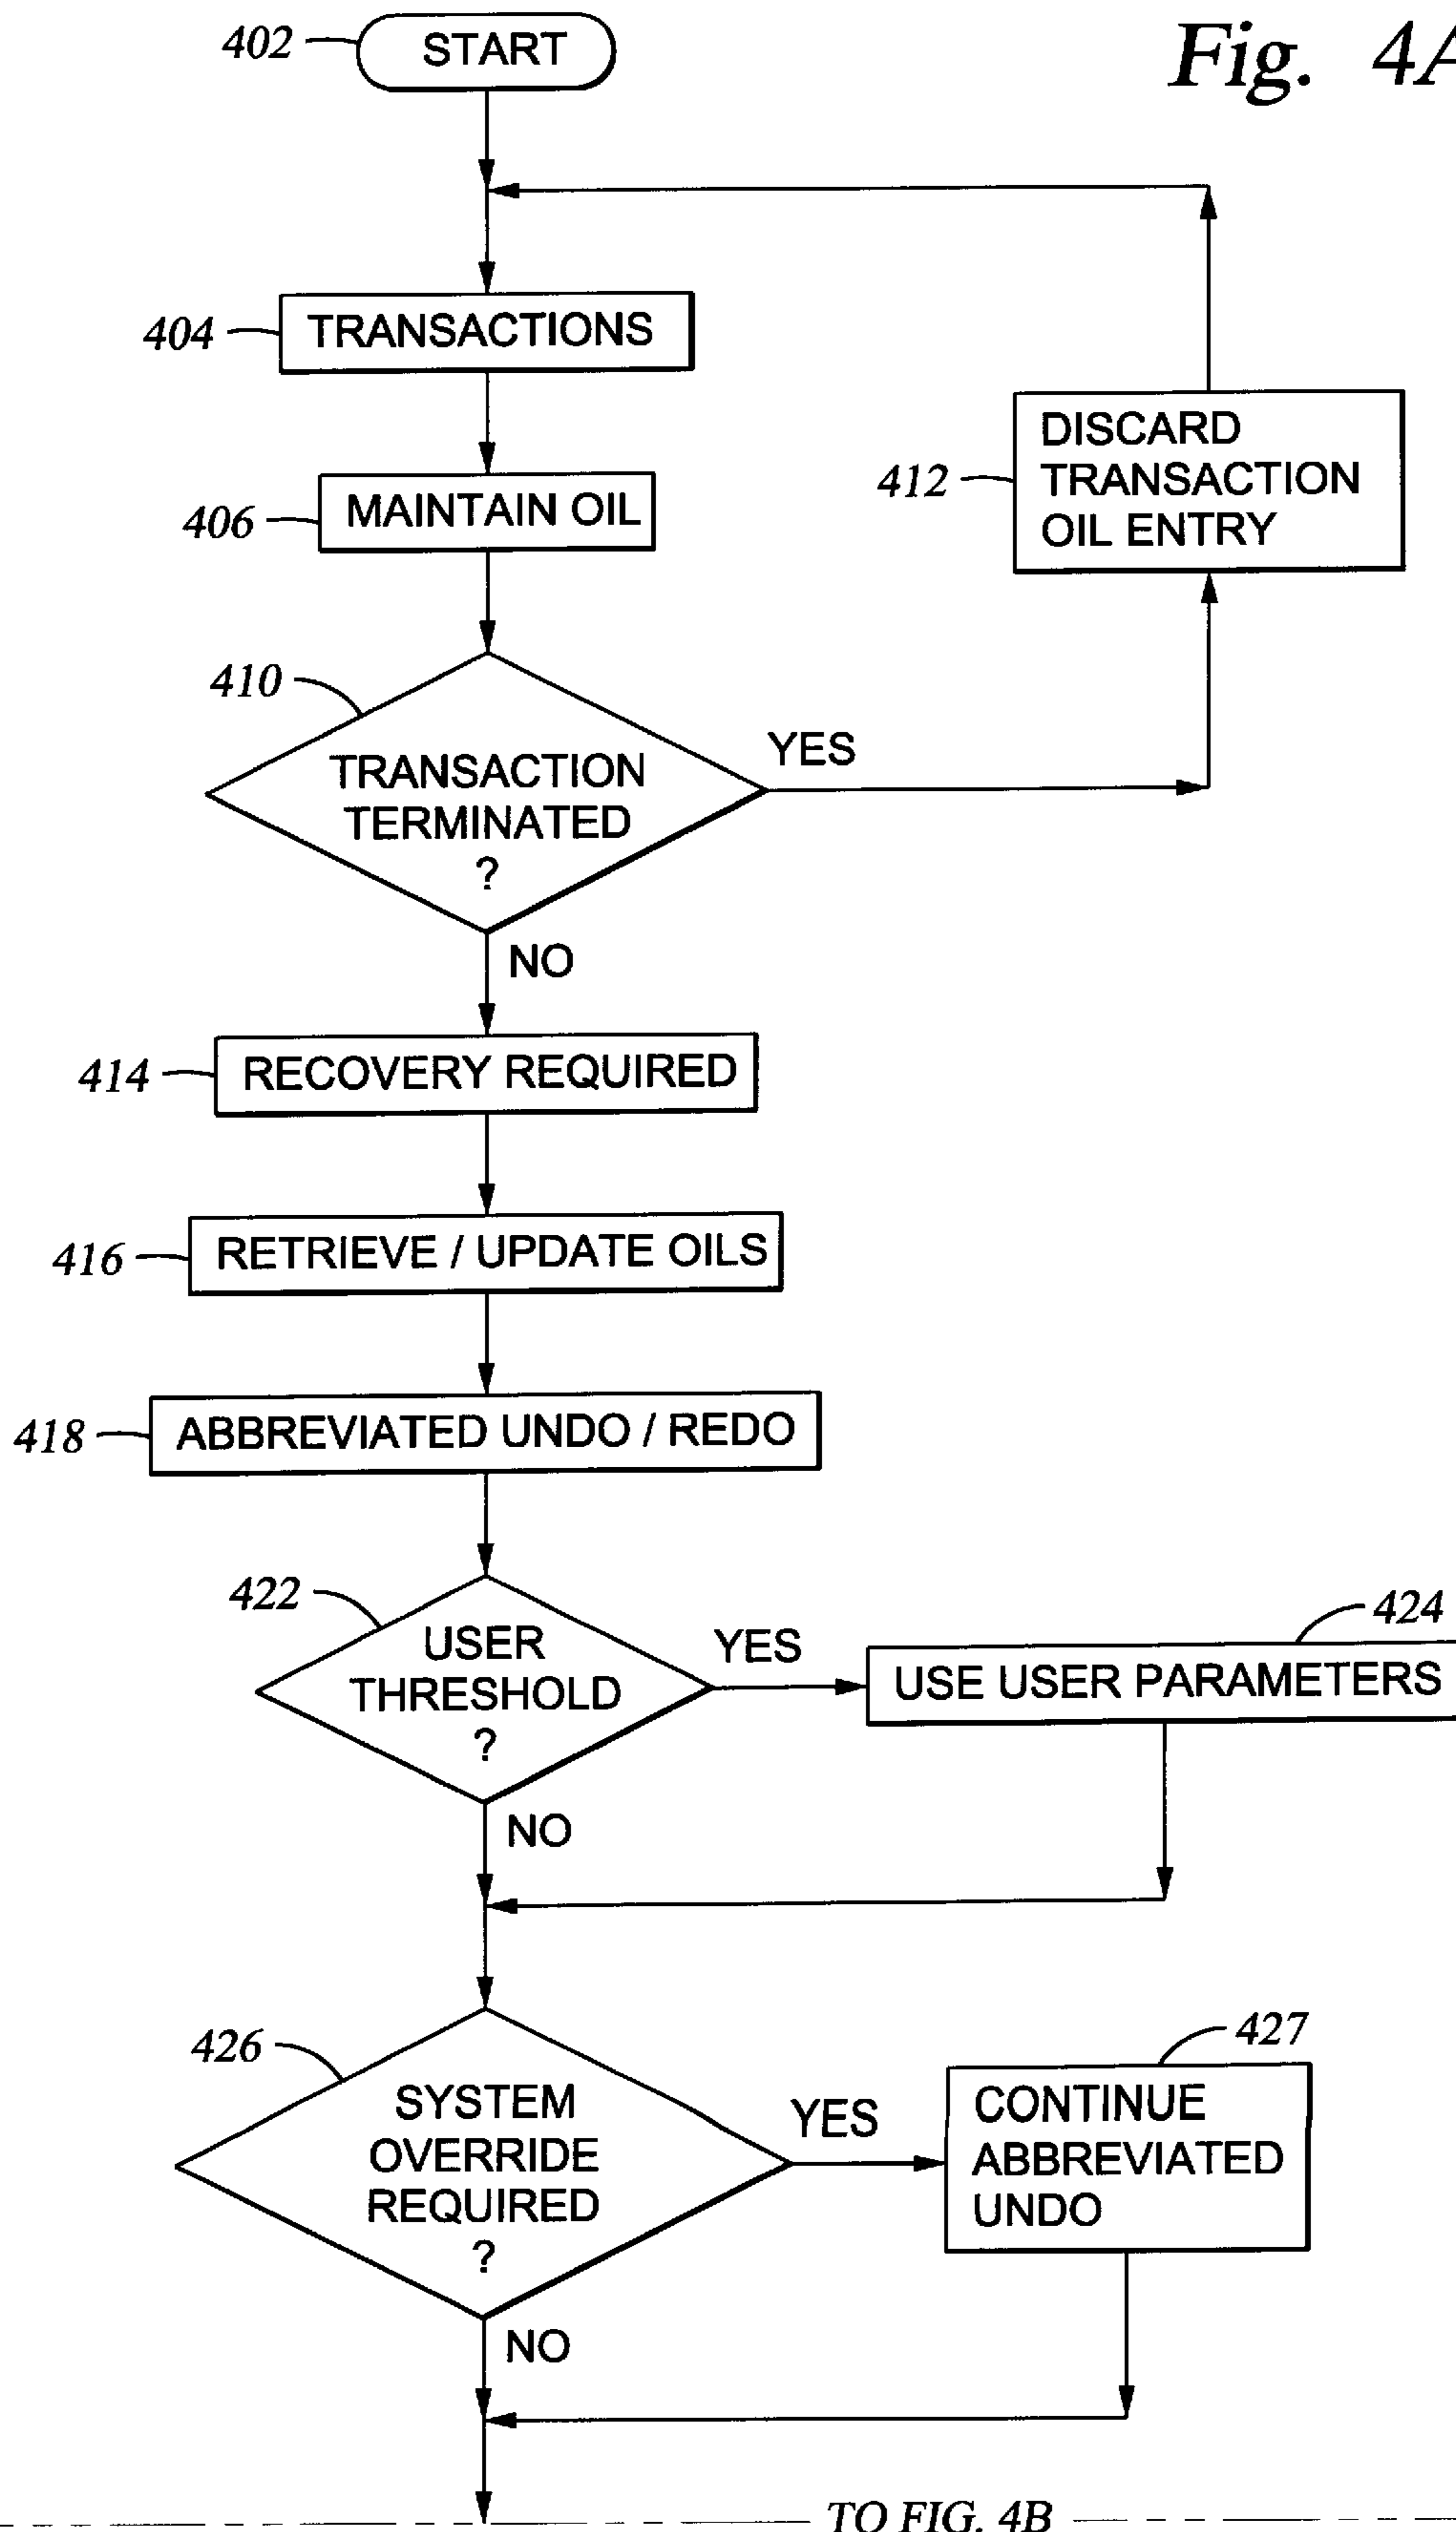 Fig. 4A
402
START
404
TRANSACTIONS
406
MAINTAIN OIL
412
DISCARD
TRANSACTION
OIL ENTRY
410
TRANSACTION
TERMINATED
?
YES
NO
414
RECOVERY REQUIRED
416
RETRIEVE / UPDATE OILS
418
ABBREVIATED UNDO / REDO
422
USER
THRESHOLD
?
YES
424
USE USER PARAMETERS
NO
426
SYSTEM
OVERRIDE
REQUIRED
?
YES
427
CONTINUE
ABBREVIATED
UNDO
NO
TO FIG. 4B